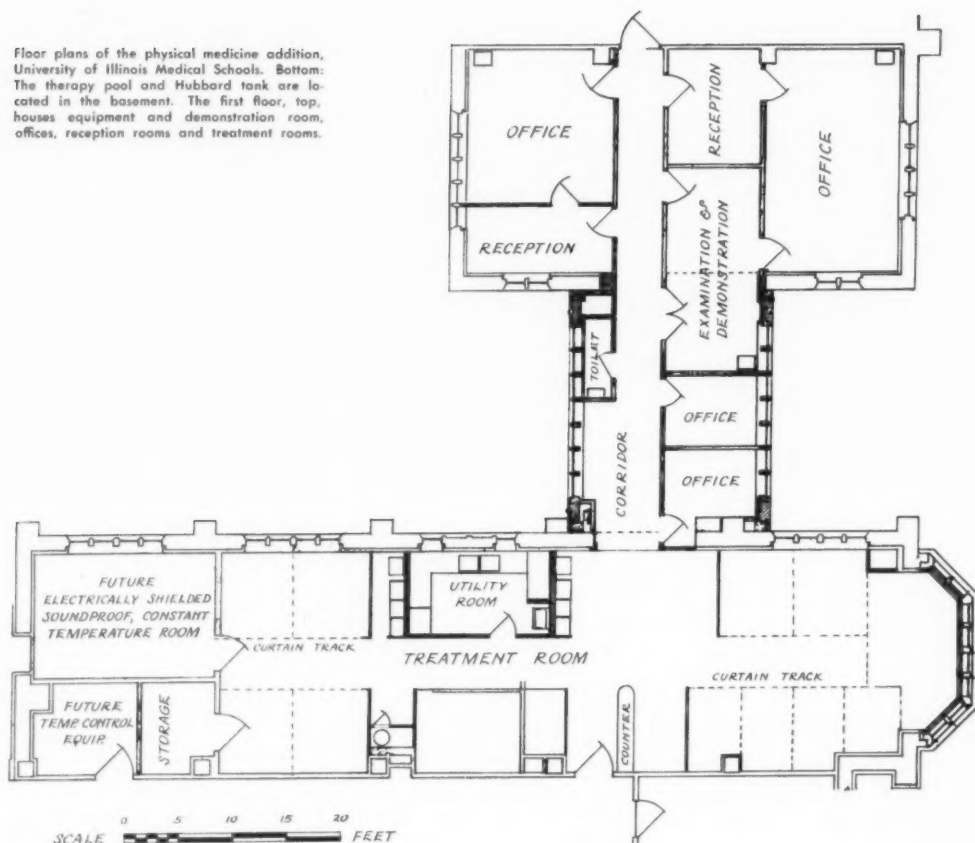 Floor plans of the physical medicine addition,
University of Illinois Medical Schools. Bottom:
The therapy pool and Hubbard tank are lo-
cated in the basement. The first floor, top,
houses equipment and demonstration room,
offices, reception rooms and treatment rooms.
OFFICE
RECEPTION
OFFICE
RECEPTION
EXAMINATION &
DEMONSTRATION
TOILET
OFFICE
CORRIDOR
OFFICE
FUTURE
ELECTRICALLY SHIELDED
SOUNDPROOF, CONSTANT
TEMPERATURE ROOM
UTILITY
ROOM
CURTAIN TRACK
TREATMENT ROOM
CURTAIN TRACK
FUTURE
TEMP. CONTROL
EQUIP.
STORAGE
COUNTER
SCALE 0 5 10 15 20 FEET